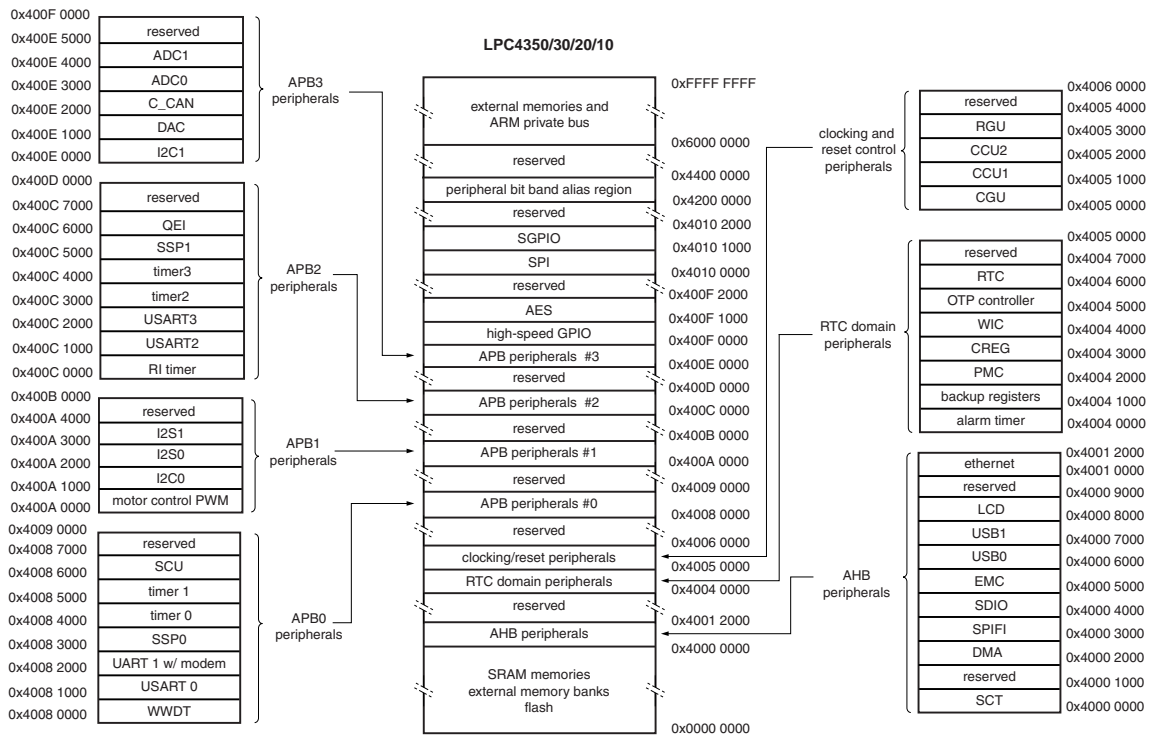 LPC4350/30/20/10
0x400F 0000
reserved
0x400E 5000
ADC1
0x400E 4000
ADC0
0x400E 3000
C_CAN
0x400E 2000
DAC
0x400E 1000
I2C1
0x400E 0000
APB3
peripherals
0x400D 0000
reserved
0x400C 7000
QEI
0x400C 6000
SSP1
0x400C 5000
timer3
0x400C 4000
timer2
0x400C 3000
USART3
0x400C 2000
USART2
0x400C 1000
RI timer
0x400C 0000
APB2
peripherals
0x400B 0000
reserved
0x400A 4000
I2S1
0x400A 3000
I2S0
0x400A 2000
I2C0
0x400A 1000
motor control PWM
0x400A 0000
APB1
peripherals
0x4009 0000
reserved
0x4008 7000
SCU
0x4008 6000
timer 1
0x4008 5000
timer 0
0x4008 4000
SSP0
0x4008 3000
UART 1 w/ modem
0x4008 2000
USART 0
0x4008 1000
WWDT
0x4008 0000
APB0
peripherals
0xFFFF FFFF
external memories and
ARM private bus
0x6000 0000
reserved
0x4400 0000
peripheral bit band alias region
0x4200 0000
reserved
0x4010 2000
SGPIO
0x4010 1000
SPI
0x4010 0000
reserved
0x400F 2000
AES
0x400F 1000
high-speed GPIO
0x400F 0000
APB peripherals #3
0x400E 0000
reserved
0x400D 0000
APB peripherals #2
0x400C 0000
reserved
0x400B 0000
APB peripherals #1
0x400A 0000
reserved
0x4009 0000
APB peripherals #0
0x4008 0000
reserved
0x4006 0000
clocking/reset peripherals
0x4005 0000
RTC domain peripherals
0x4004 0000
reserved
0x4001 2000
AHB peripherals
0x4000 0000
SRAM memories
external memory banks
flash
0x0000 0000
clocking and
reset control
peripherals
0x4006 0000
reserved
0x4005 4000
RGU
0x4005 3000
CCU2
0x4005 2000
CCU1
0x4005 1000
CGU
0x4005 0000
RTC domain
peripherals
0x4005 0000
reserved
0x4004 7000
RTC
0x4004 6000
OTP controller
0x4004 5000
WIC
0x4004 4000
CREG
0x4004 3000
PMC
0x4004 2000
backup registers
0x4004 1000
alarm timer
0x4004 0000
AHB
peripherals
0x4001 2000
ethernet
0x4001 0000
reserved
0x4000 9000
LCD
0x4000 8000
USB1
0x4000 7000
USB0
0x4000 6000
EMC
0x4000 5000
SDIO
0x4000 4000
SPIFI
0x4000 3000
DMA
0x4000 2000
reserved
0x4000 1000
SCT
0x4000 0000